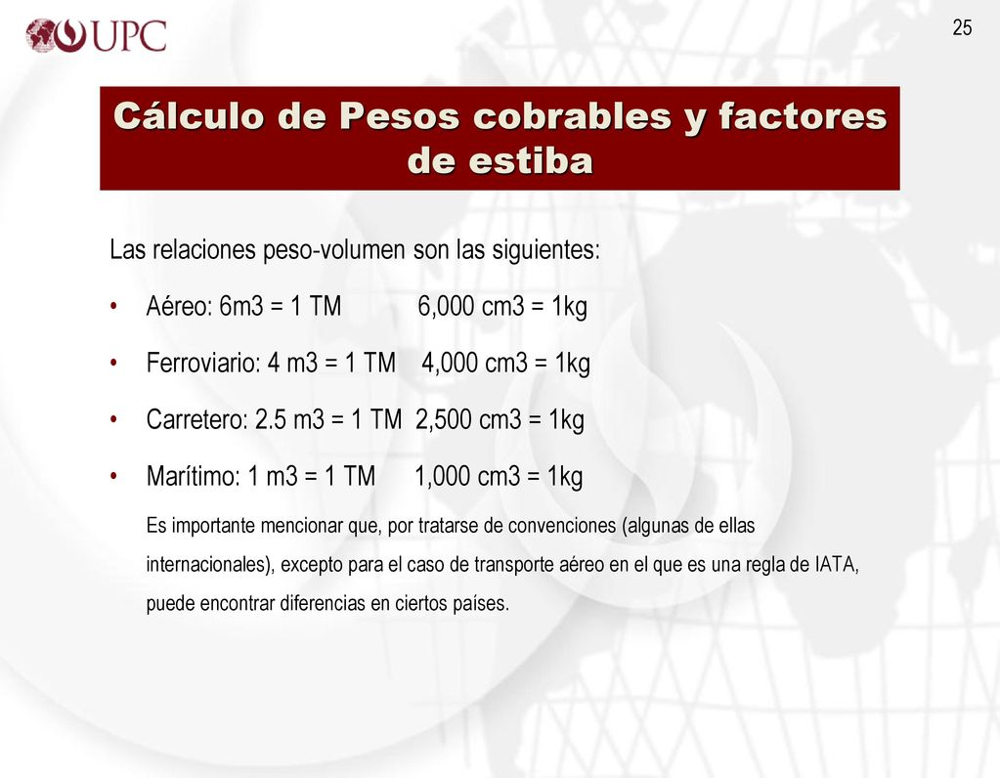 25
UPC
Cálculo de Pesos cobrables y factores
de estiba
Las relaciones peso-volumen son las siguientes:
• Aéreo: 6m3 = 1 TM 6,000 cm3 = 1kg
• Ferroviario: 4 m3 = 1 TM 4,000 cm3 = 1kg
• Carretero: 2.5 m3 = 1 TM 2,500 cm3 = 1kg
• Marítimo: 1 m3 = 1 TM 1,000 cm3 = 1kg
Es importante mencionar que, por tratarse de convenciones (algunas de ellas
internacionales), excepto para el caso de transporte aéreo en el que es una regla de IATA,
puede encontrar diferencias en ciertos países.